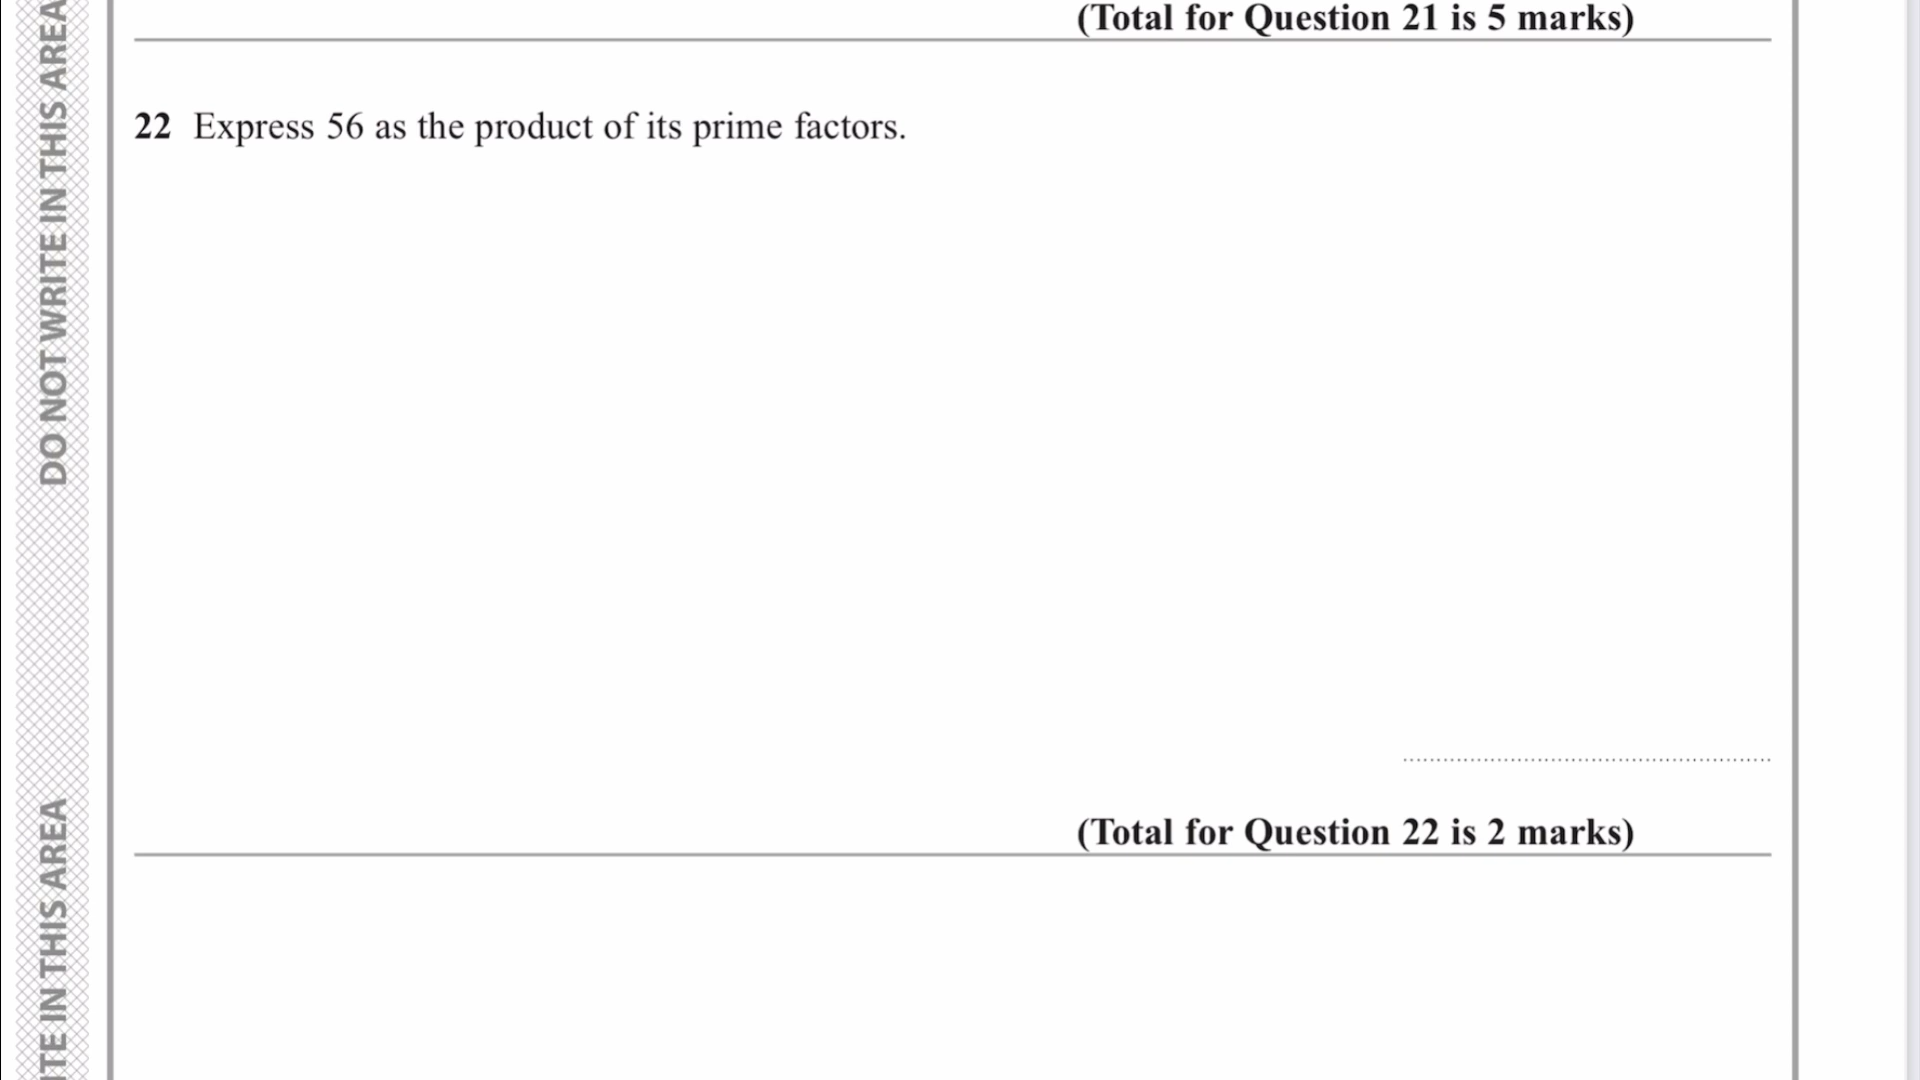 (Total for Question 21 is 5 marks)
22 Express 56 as the product of its prime factors.
(Total for Question 22 is 2 marks)
DO NOT WRITE IN THIS AREA
ITE IN THIS AREA